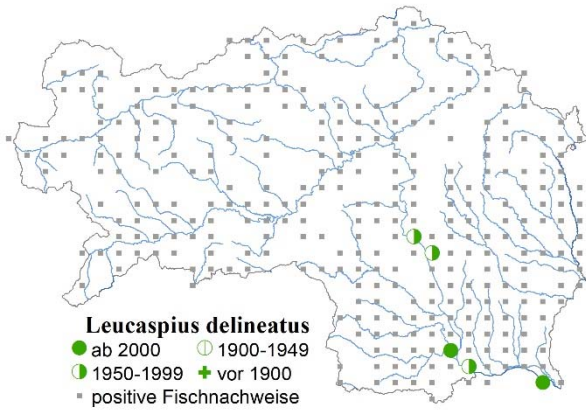 Leucaspius delineatus
ab 2000 1900-1949
1950-1999 vor 1900
positive Fischnachweise